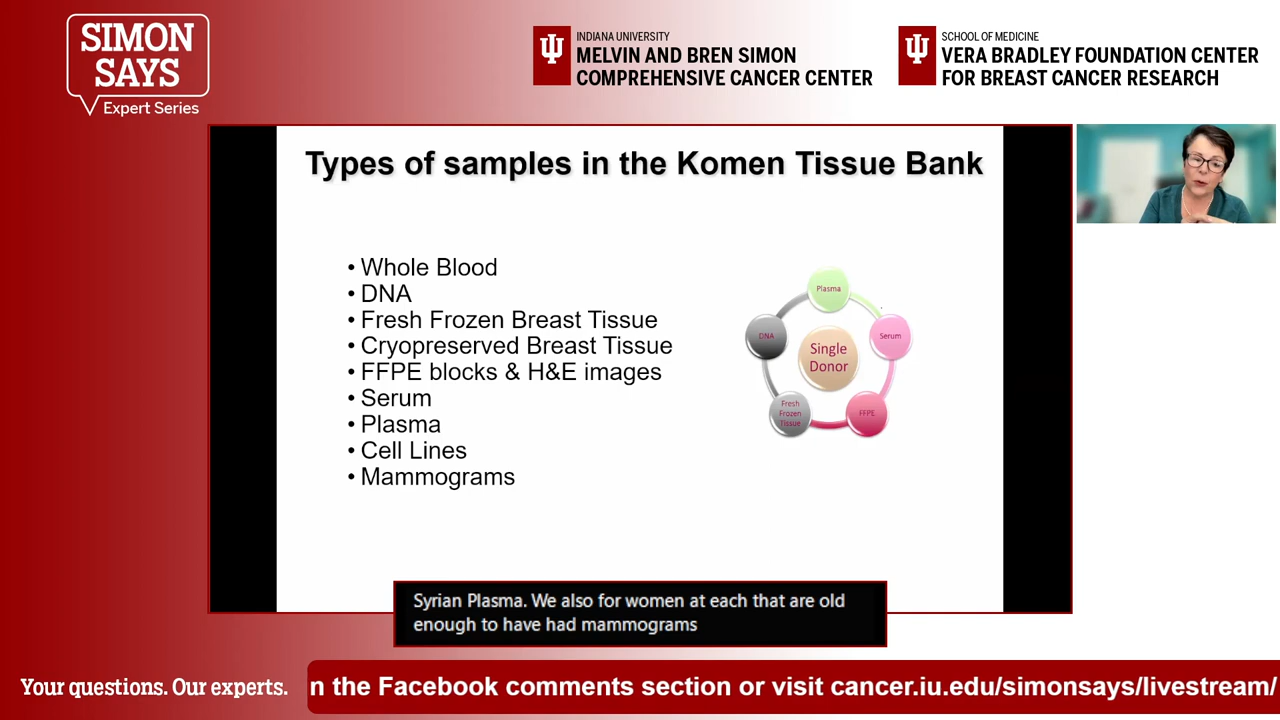 SIMON
SAYS
Expert Series
INDIANA UNIVERSITY
MELVIN AND BREN SIMON
COMPREHENSIVE CANCER CENTER
SCHOOL OF MEDICINE
VERA BRADLEY FOUNDATION CENTER
FOR BREAST CANCER RESEARCH
Types of samples in the Komen Tissue Bank
• Whole Blood
• DNA
• Fresh Frozen Breast Tissue
• Cryopreserved Breast Tissue
• FFPE blocks & H&E images
• Serum
• Plasma
• Cell Lines
• Mammograms
Plasma
DNA
Serum
Single
Donor
Fresh
Frozen
Tissue
FFPE
Syrian Plasma. We also for women at each that are old
enough to have had mammograms
Your questions. Our experts.
n the Facebook comments section or visit cancer.iu.edu/simonsays/livestream/